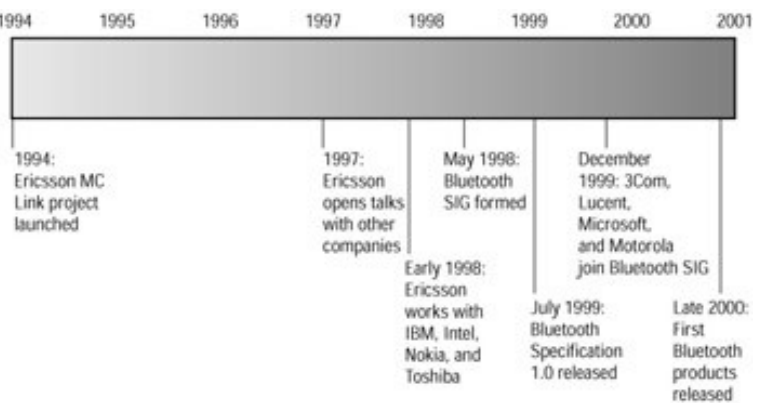 1994 1995 1996 1997 1998 1999 2000 2001
1994:
Ericsson MC
Link project
launched
1997:
Ericsson
opens talks
with other
companies
Early 1998:
Ericsson
works with
IBM, Intel,
Nokia, and
Toshiba
May 1998:
Bluetooth
SIG formed
July 1999:
Bluetooth
Specification
1.0 released
December
1999: 3Com,
Lucent,
Microsoft,
and Motorola
join Bluetooth SIG
Late 2000:
First
Bluetooth
products
released